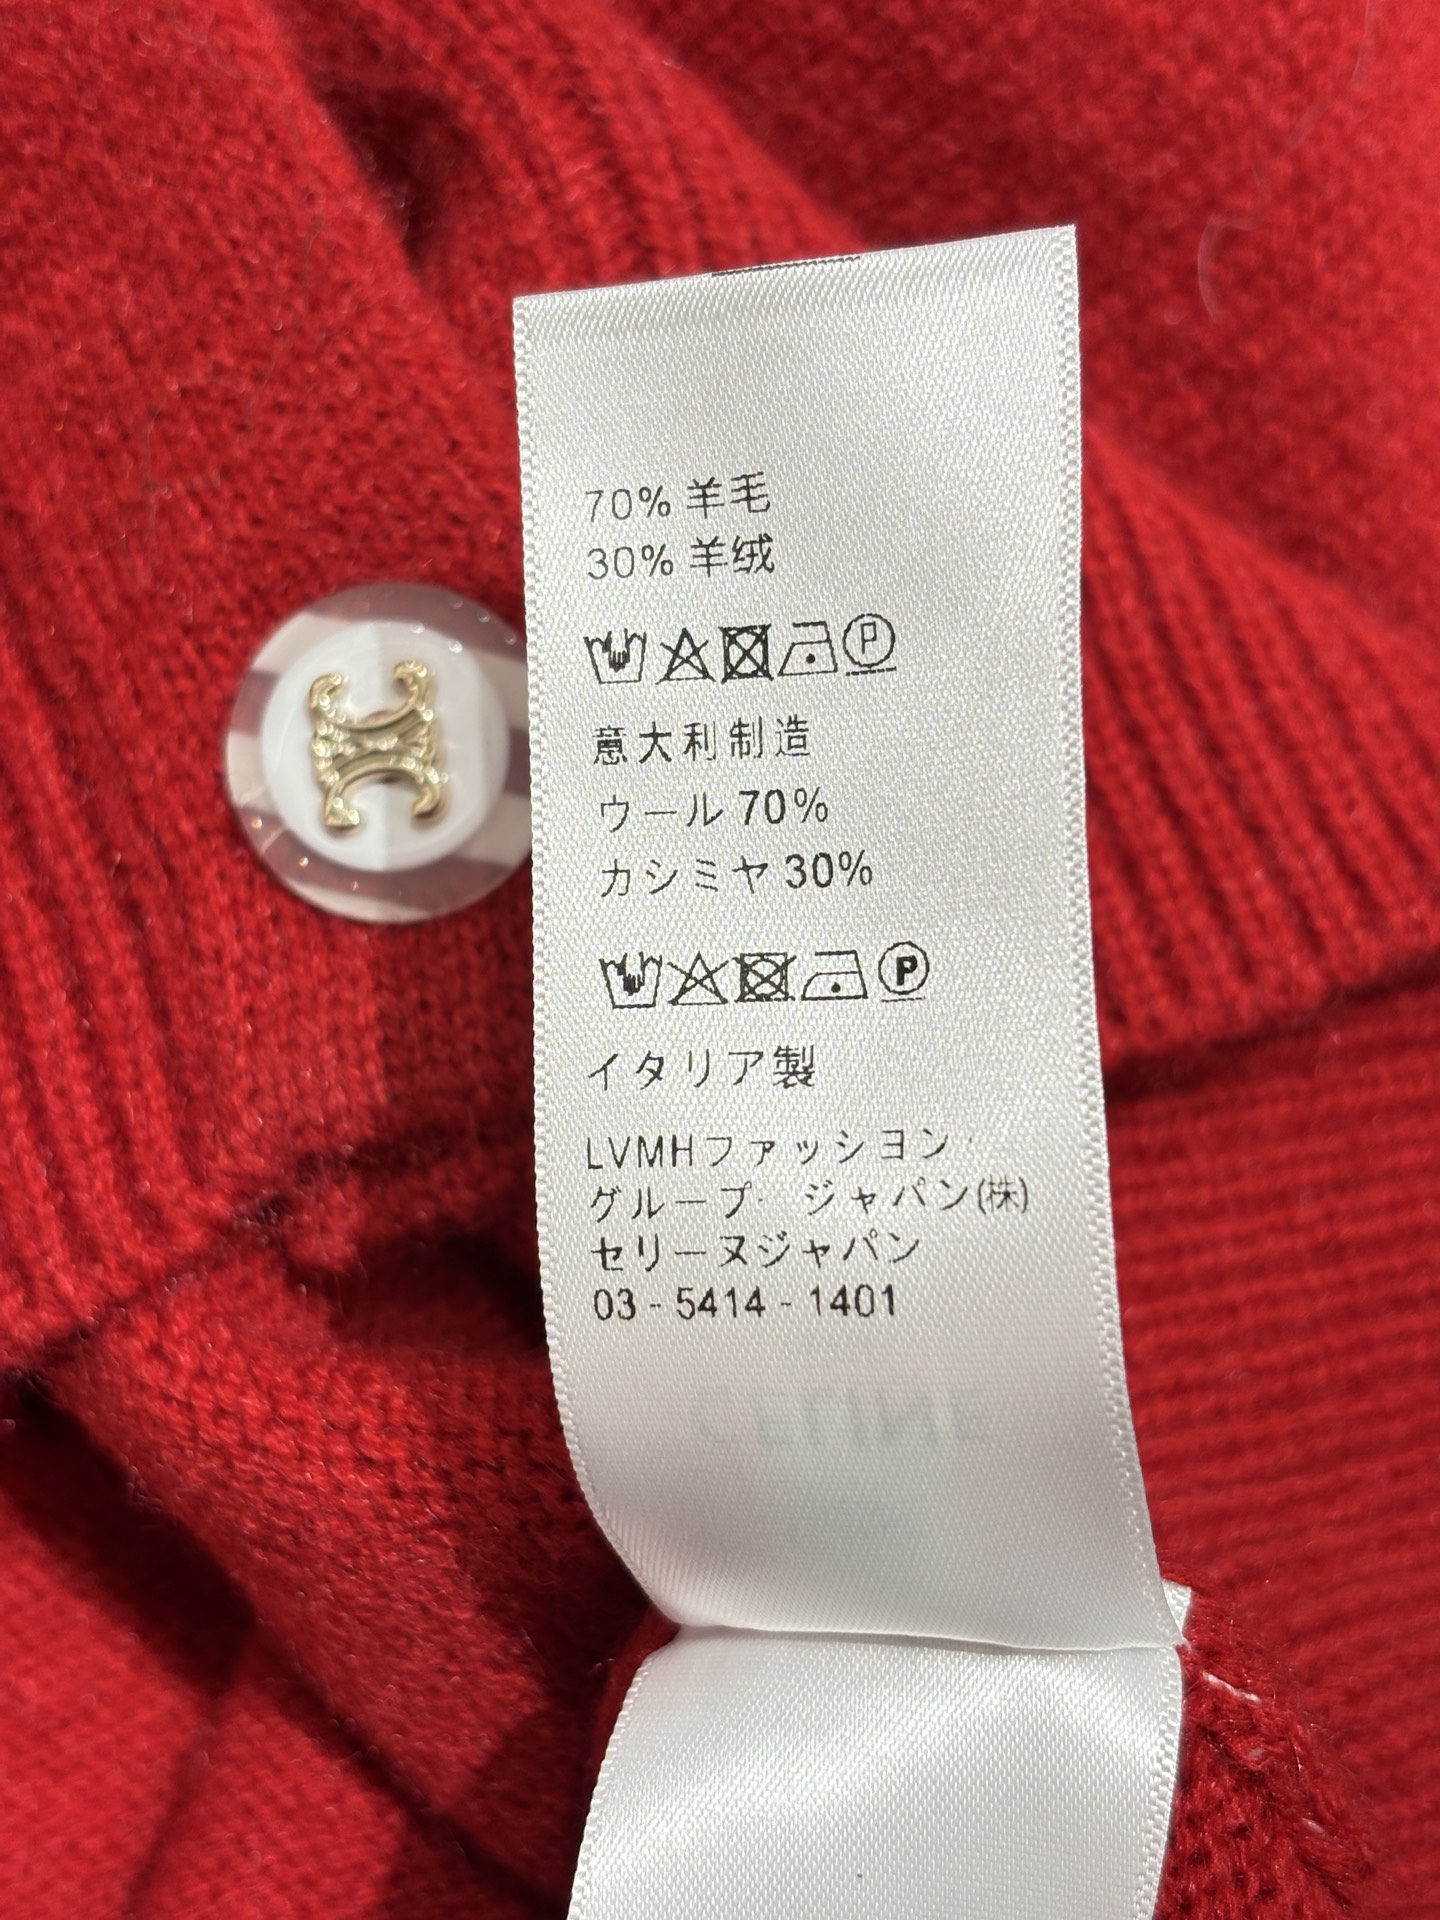 70% 羊毛
30% 羊绒
P
意大利制造
ウール 70%
カシミヤ 30%
P
イタリア製
LVMHファッション
グループ・ジャパン(株)
セリーヌジャパン
03 - 5414 - 1401
CELINE